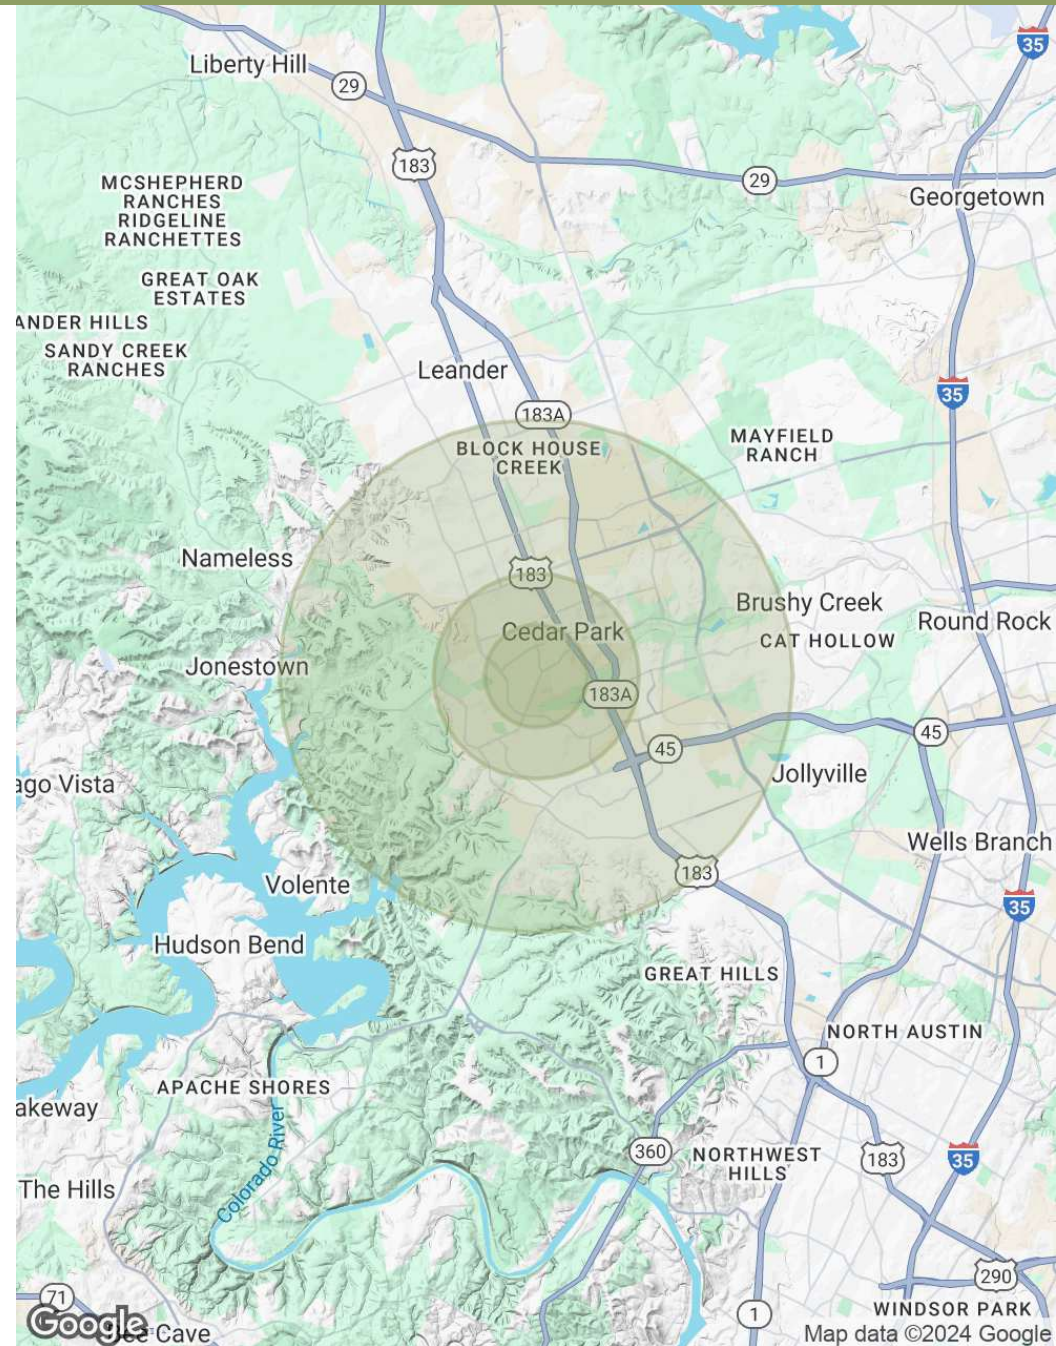 35
Liberty Hill
29
183
29
MCSHEPHERD
RANCHES
RIDGELINE
RANCHETTES
Georgetown
GREAT OAK
ESTATES
ANDER HILLS
SANDY CREEK
RANCHES
Leander
35
183A
BLOCK HOUSE
CREEK
MAYFIELD
RANCH
Nameless
183
Brushy Creek
Cedar Park
Round Rock
CAT HOLLOW
Jonestown
183A
45
45
Jollyville
ago Vista
Wells Branch
183
Volente
35
Hudson Bend
GREAT HILLS
NORTH AUSTIN
1
APACHE SHORES
akeway
Colorado River
360
NORTHWEST
HILLS
183
35
The Hills
290
71
WINDSOR PARK
1
Google
Bee Cave
Map data ©2024 Google